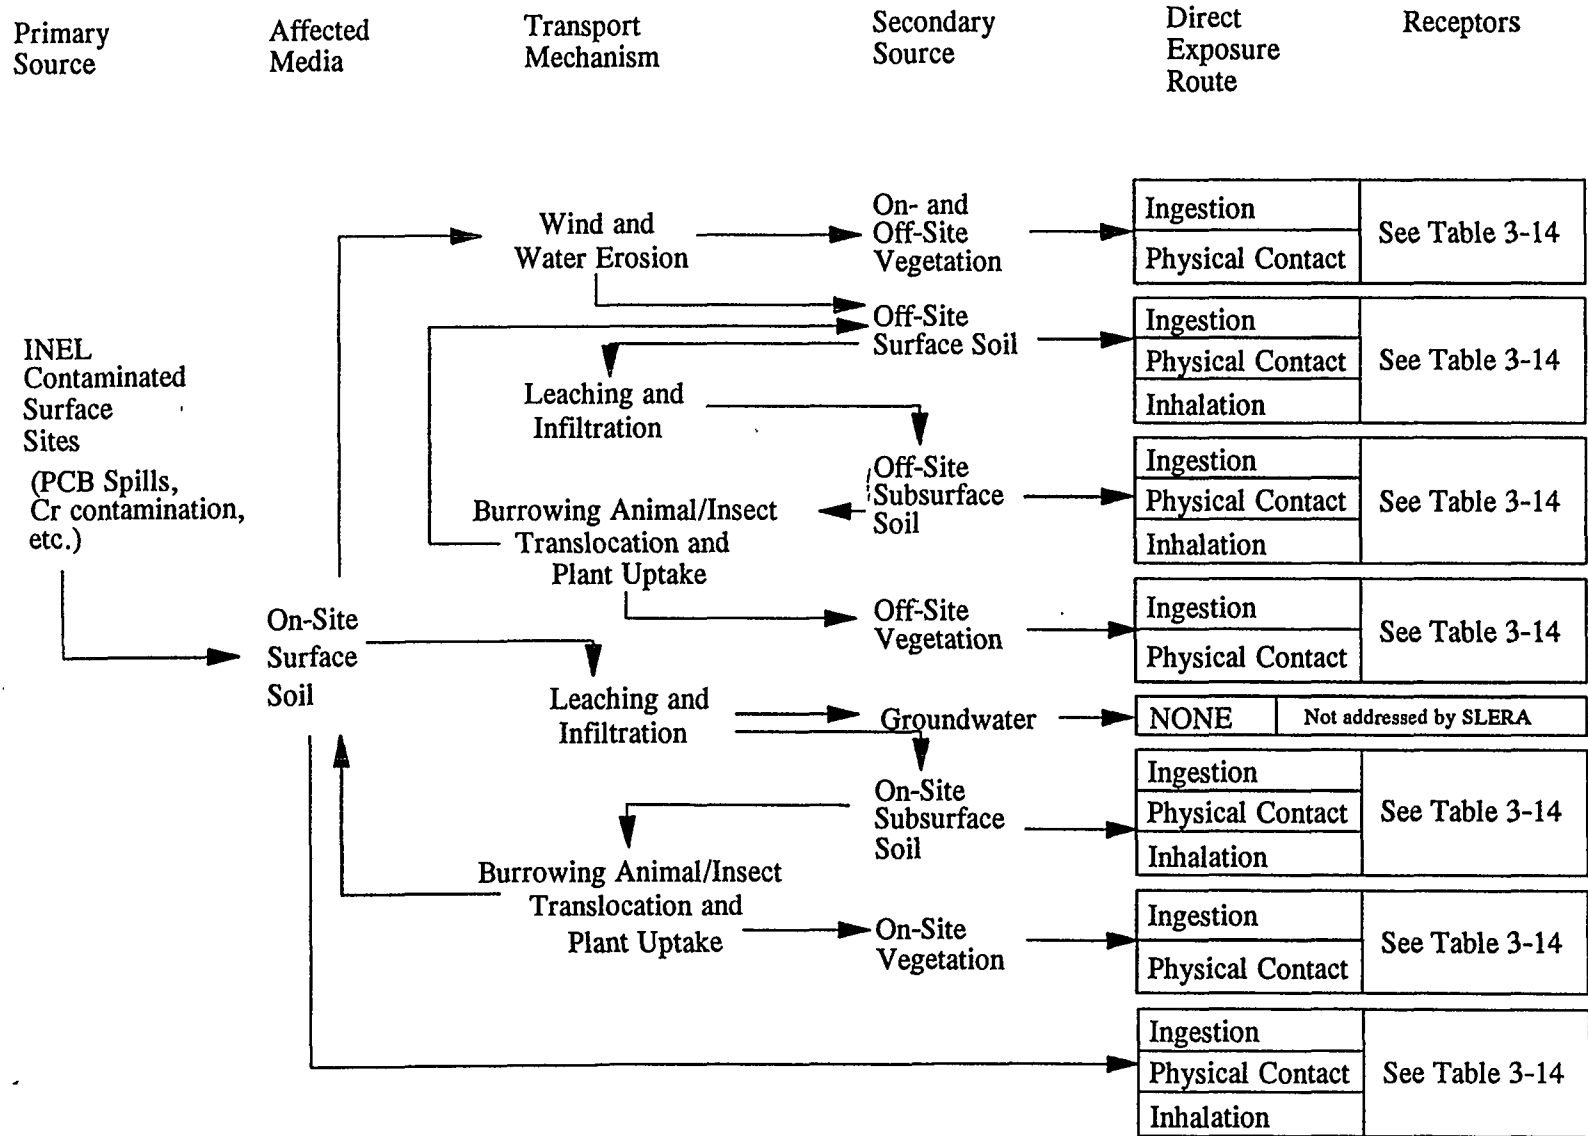 Primary
Source
Affected
Media
Transport
Mechanism
Secondary
Source
Direct
Exposure
Route
Receptors
INEL
Contaminated
Surface
Sites
(PCB Spills,
Cr contamination,
etc.)
On-Site
Surface
Soil
Wind and
Water Erosion
On- and
Off-Site
Vegetation
Ingestion
Physical Contact
See Table 3-14
Off-Site
Surface Soil
Ingestion
Physical Contact
Inhalation
See Table 3-14
Leaching and
Infiltration
Off-Site
Subsurface
Soil
Ingestion
Physical Contact
Inhalation
See Table 3-14
Burrowing Animal/Insect
Translocation and
Plant Uptake
Off-Site
Vegetation
Ingestion
Physical Contact
See Table 3-14
Leaching and
Infiltration
Groundwater
NONE
Not addressed by SLERA
On-Site
Subsurface
Soil
Ingestion
Physical Contact
Inhalation
See Table 3-14
Burrowing Animal/Insect
Translocation and
Plant Uptake
On-Site
Vegetation
Ingestion
Physical Contact
See Table 3-14
Ingestion
Physical Contact
Inhalation
See Table 3-14